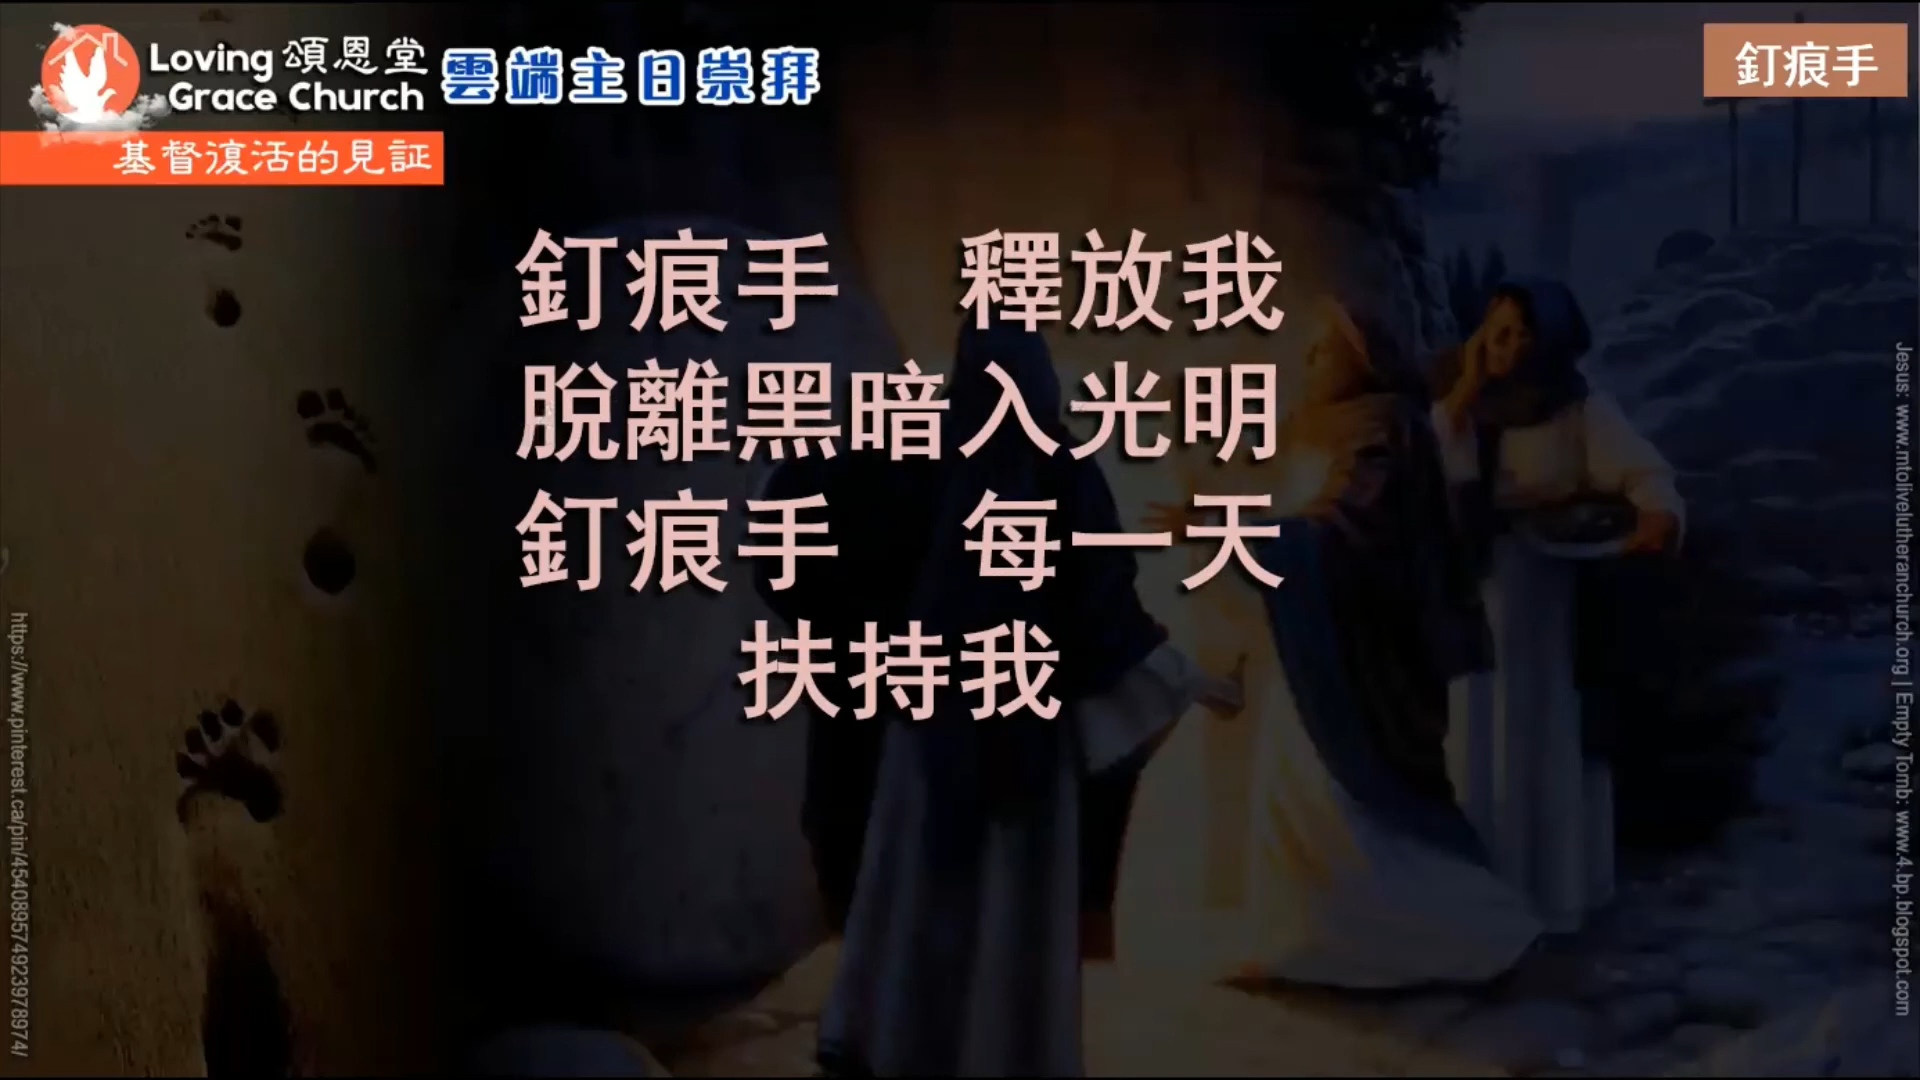 Loving 頌恩堂
Grace Church
雲端主日崇拜
釘痕手
基督復活的見証
釘痕手 釋放我
脫離黑暗入光明
釘痕手 每一天
扶持我
https://www.pinterest.ca/pin/454089574923978974/
Jesus: www.mtolivelutheranchurch.org | Empty Tomb: www.4.bp.blogspot.com